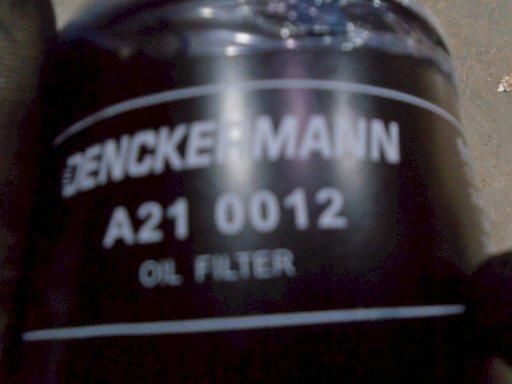 DENCKERMANN
A21 0012
OIL FILTER